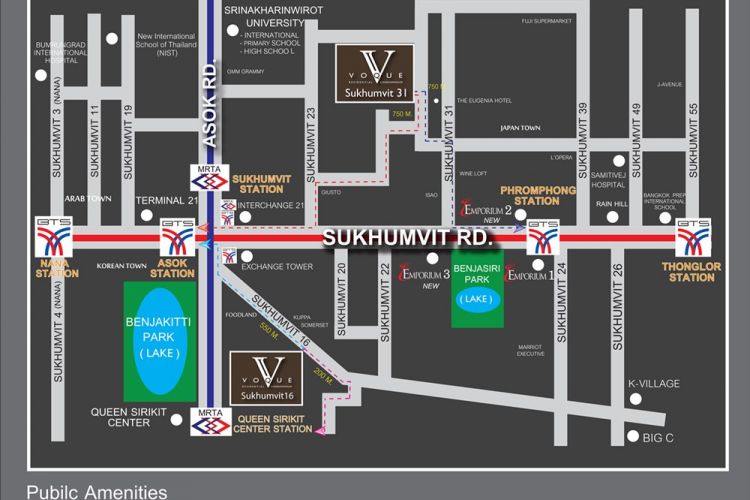 SRINAKHARINWIROT
UNIVERSITY
- INTERNATIONAL
- PRIMARY SCHOOL
- HIGH SCHOOL
GMM GRAMMY
FUJI SUPERMARKET
BUMRUNGRAD
INTERNATIONAL
HOSPITAL
New International
School of Thailand
(NIST)
ASOK RD.
V
VOGUE
Sukhumvit 31
750 M.
750 M.
THE EUGENIA HOTEL
J-AVENUE
JAPAN TOWN
SUKHUMVIT 3 (NANA)
SUKHUMVIT 11
SUKHUMVIT 19
SUKHUMVIT 23
SUKHUMVIT 31
SUKHUMVIT 39
SUKHUMVIT 49
SUKHUMVIT 55
L'OPERA
SAMITIVEJ
HOSPITAL
WINE LOFT
MRTA
SUKHUMVIT
STATION
GIUSTO
ISAO
PHROMPHONG
STATION
RAIN HILL
BANGKOK PREP
INTERNATIONAL
SCHOOL
ARAB TOWN
TERMINAL 21
INTERCHANGE 21
EMPORIUM 2
NEW
BTS
BTS
BTS
BTS
SUKHUMVIT RD.
NANA
STATION
KOREAN TOWN
ASOK
STATION
EXCHANGE TOWER
EMPORIUM 3
NEW
BENJASIRI
PARK
( LAKE )
EMPORIUM 1
THONGLOR
STATION
SUKHUMVIT 4 (NANA)
BENJAKITTI
PARK
( LAKE )
FOODLAND
SUKHUMVIT 16
550 M.
KUPPA
SOMERSET
200 M.
SUKHUMVIT 20
SUKHUMVIT 22
SUKHUMVIT 24
SUKHUMVIT 26
MARRIOT
EXECUTIVE
V
VOGUE
Sukhumvit16
K-VILLAGE
QUEEN SIRIKIT
CENTER
MRTA
QUEEN SIRIKIT
CENTER STATION
BIG C
Pubilc Amenities